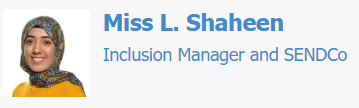 Miss L. Shaheen
Inclusion Manager and SENDCo